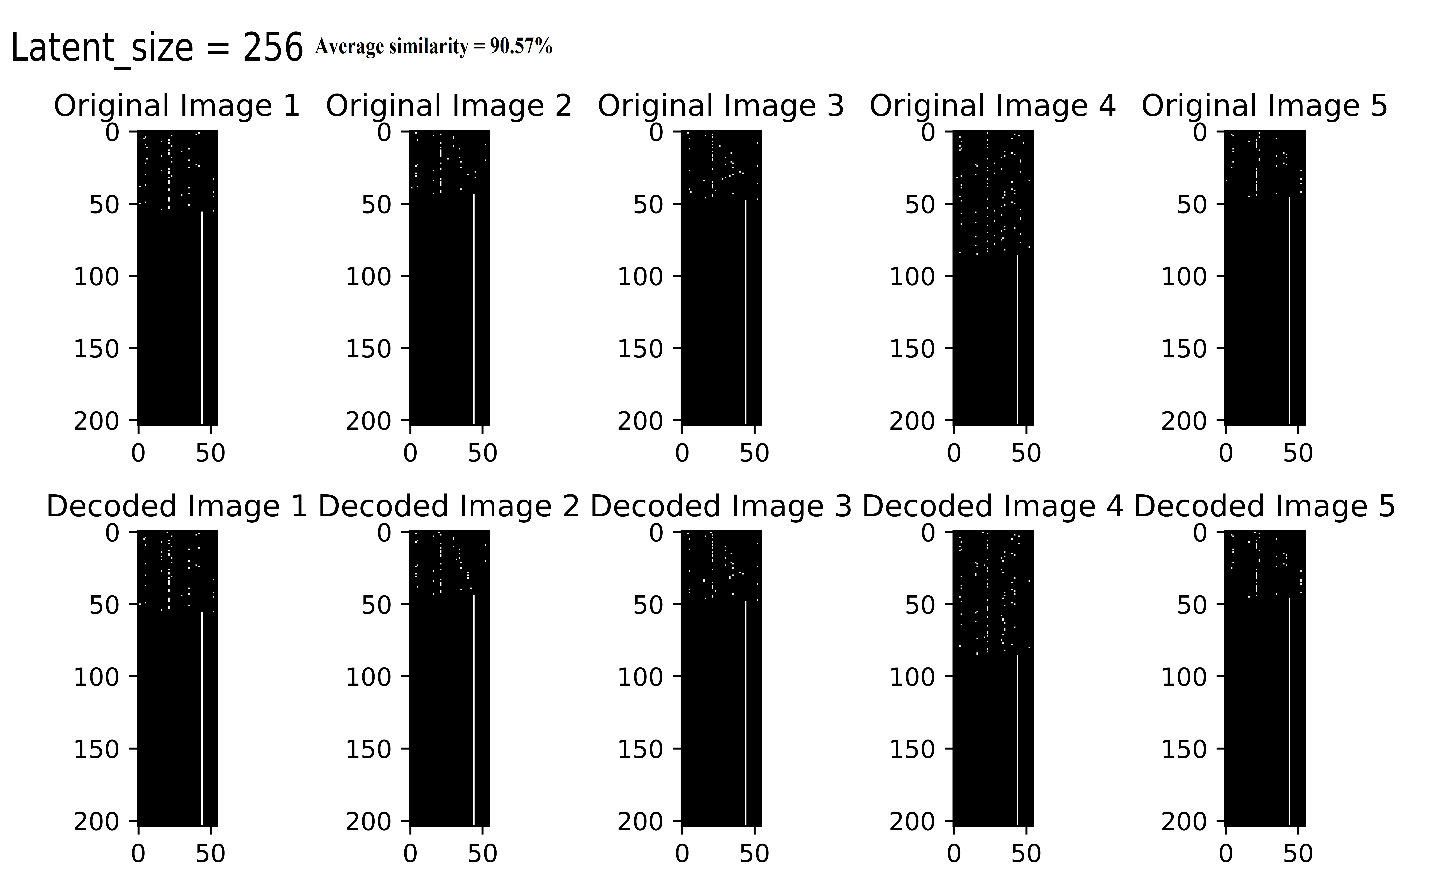 Latent_size = 256 Average similarity = 90.57%
Original Image 1 Original Image 2 Original Image 3 Original Image 4 Original Image 5
0 0 0 0 0
50 50 50 50 50
100 100 100 100 100
150 150 150 150 150
200 200 200 200 200
0 50 0 50 0 50 0 50 0 50
Decoded Image 1 Decoded Image 2 Decoded Image 3 Decoded Image 4 Decoded Image 5
0 0 0 0 0
50 50 50 50 50
100 100 100 100 100
150 150 150 150 150
200 200 200 200 200
0 50 0 50 0 50 0 50 0 50